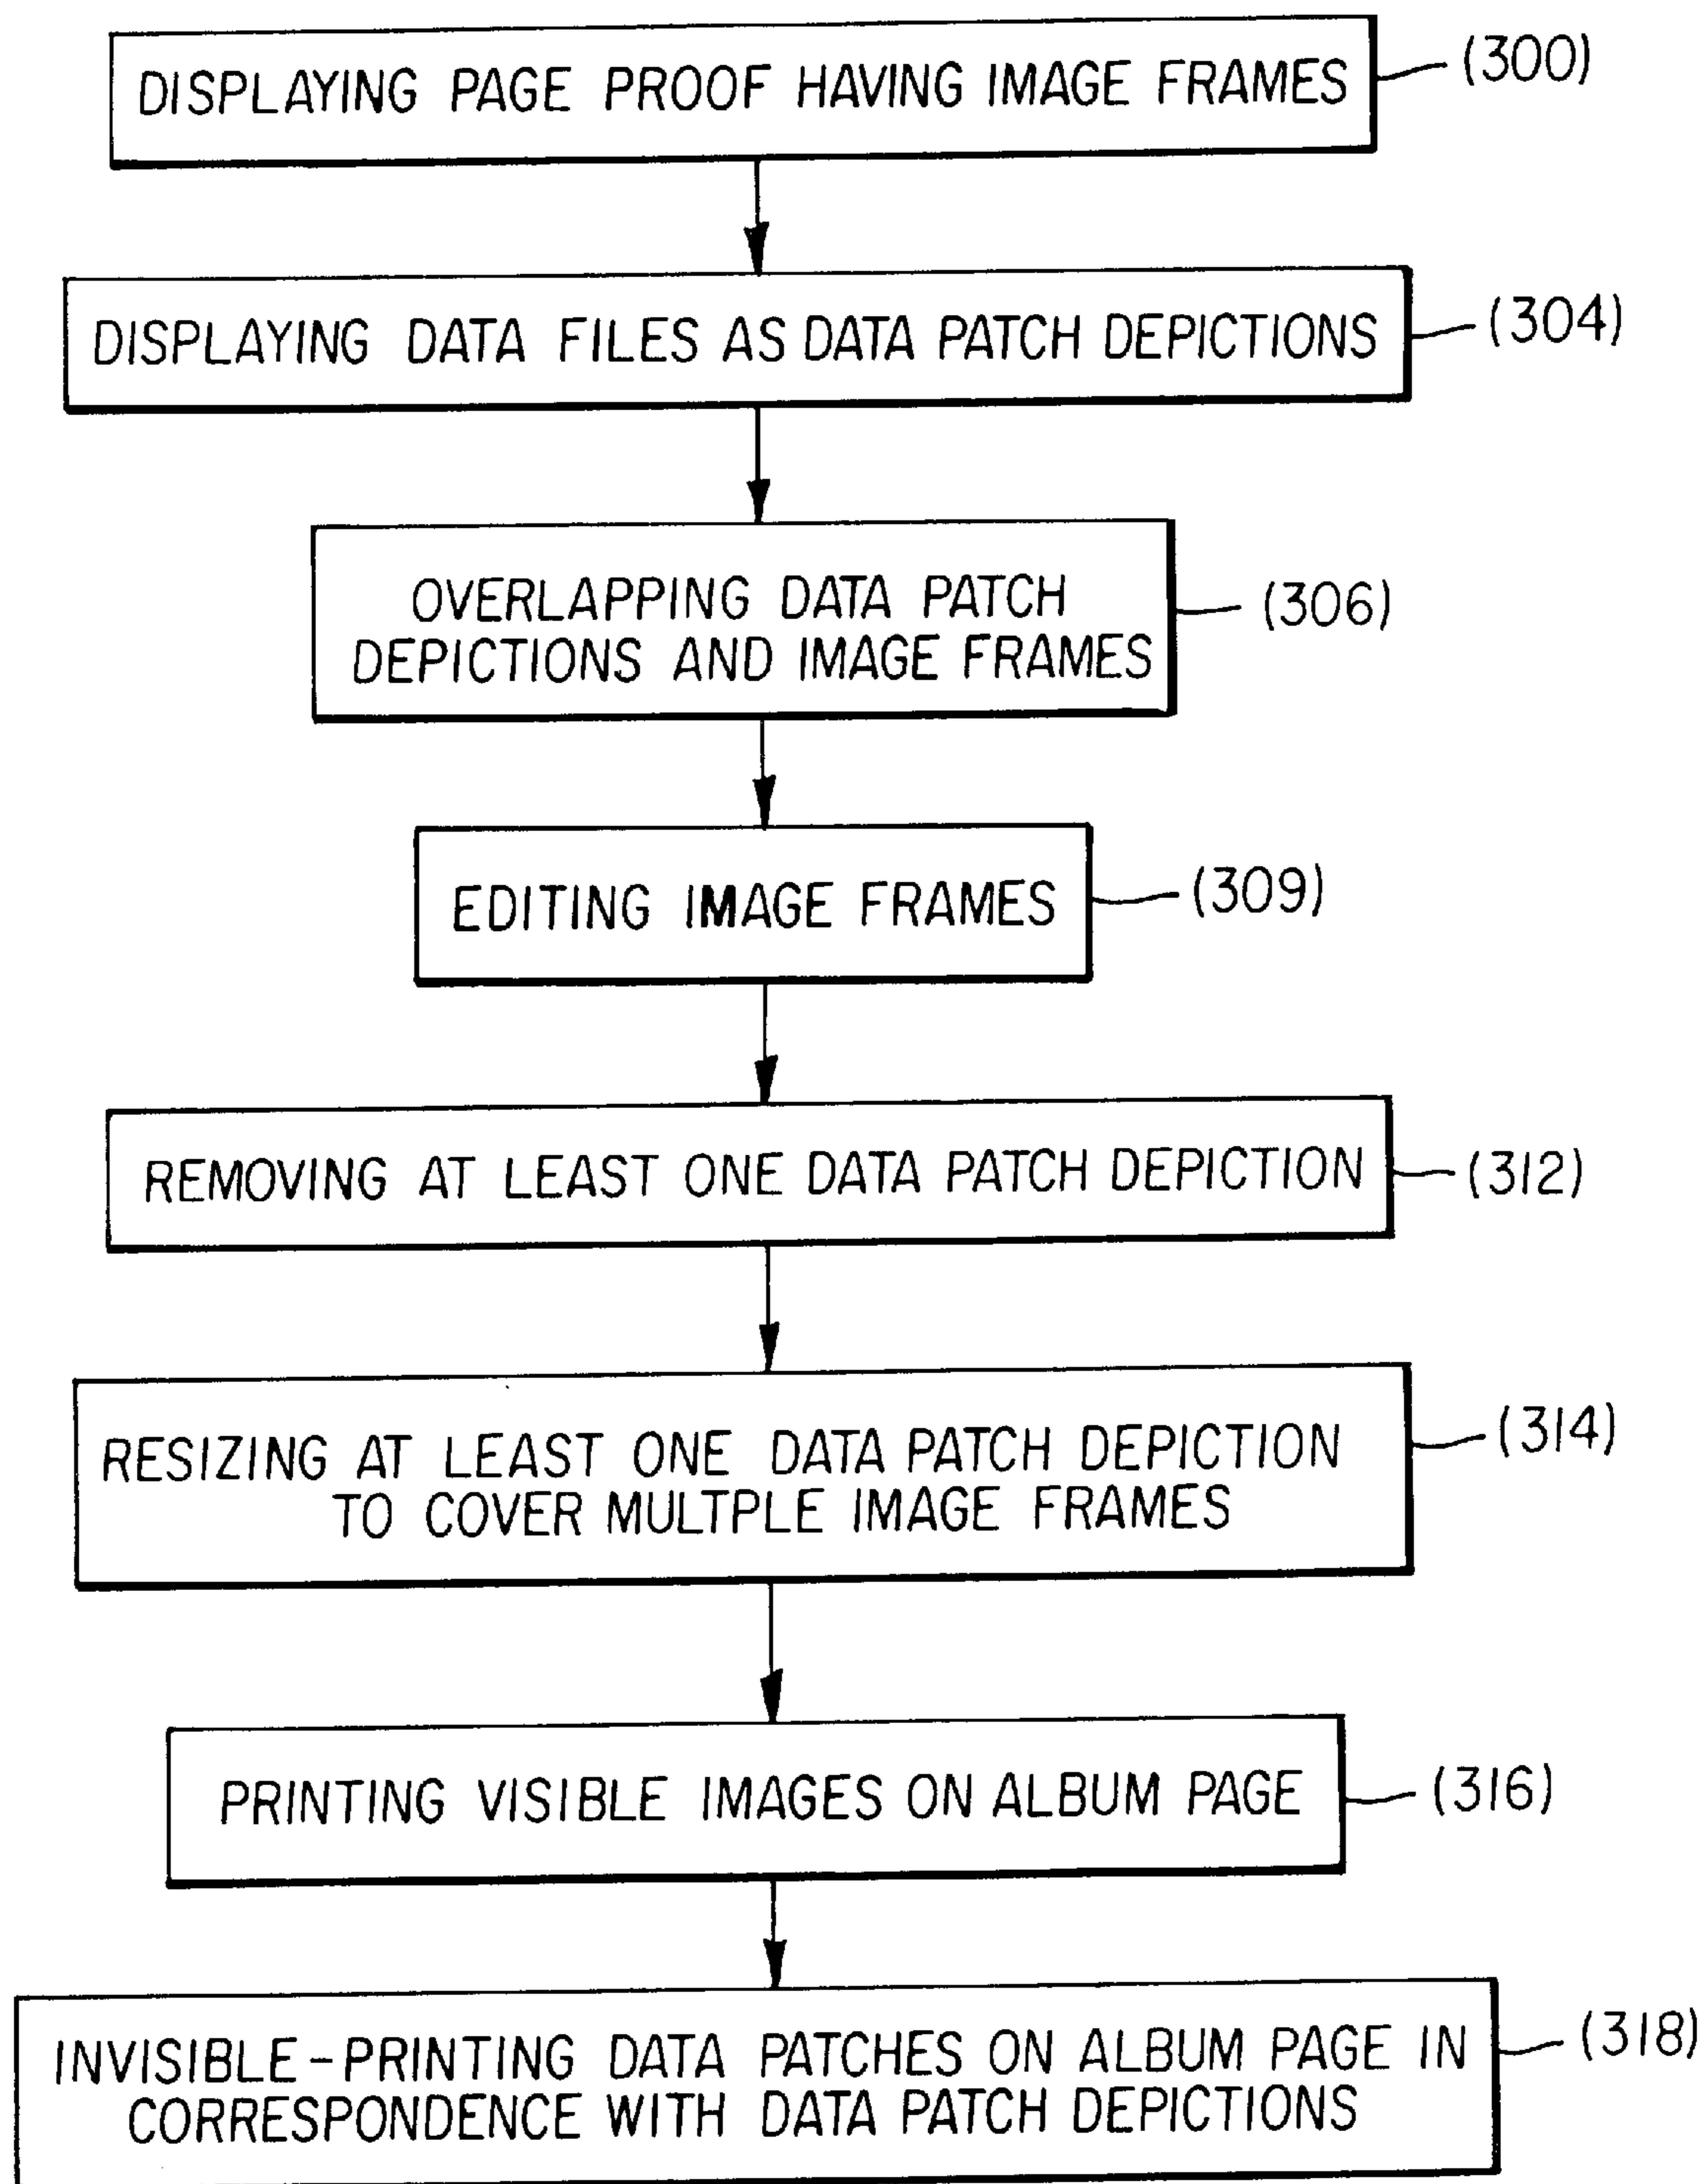 DISPLAYING PAGE PROOF HAVING IMAGE FRAMES
(300)
DISPLAYING DATA FILES AS DATA PATCH DEPICTIONS
(304)
OVERLAPPING DATA PATCH
DEPICTIONS AND IMAGE FRAMES
(306)
EDITING IMAGE FRAMES
(309)
REMOVING AT LEAST ONE DATA PATCH DEPICTION
(312)
RESIZING AT LEAST ONE DATA PATCH DEPICTION
TO COVER MULTPLE IMAGE FRAMES
(314)
PRINTING VISIBLE IMAGES ON ALBUM PAGE
(316)
INVISIBLE-PRINTING DATA PATCHES ON ALBUM PAGE IN
CORRESPONDENCE WITH DATA PATCH DEPICTIONS
(318)